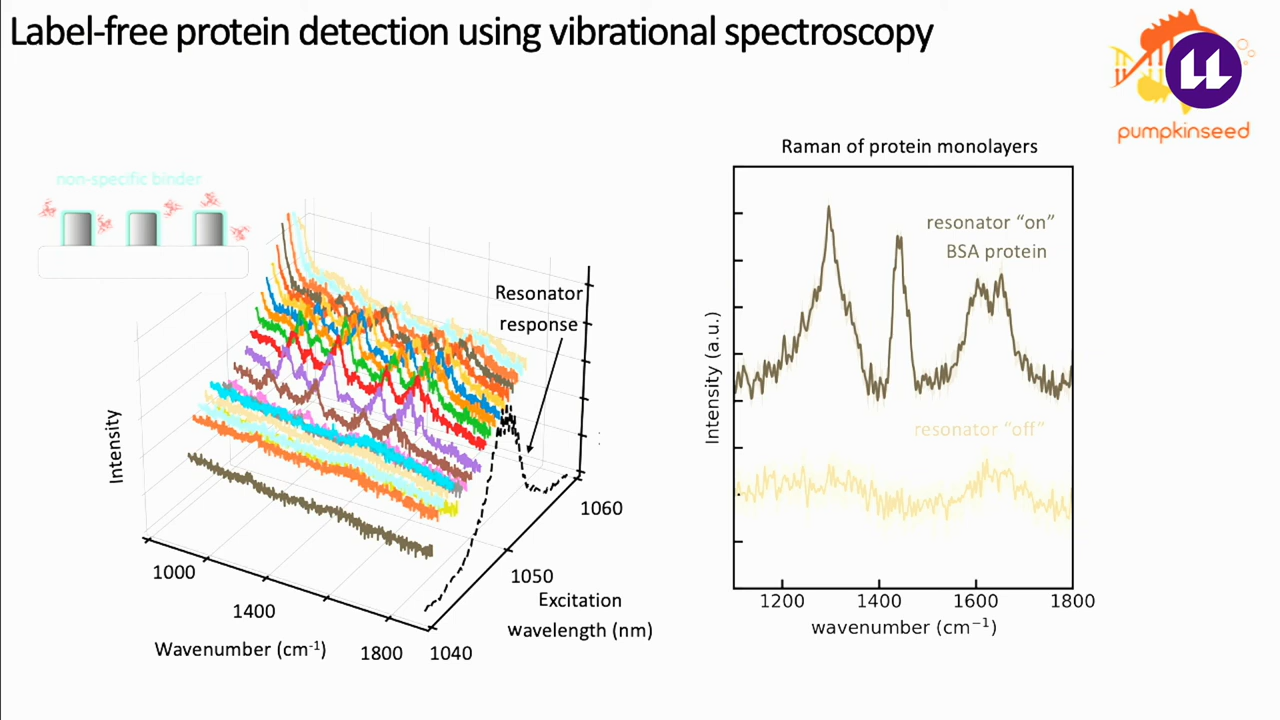 Label-free protein detection using vibrational spectroscopy
pumpkinseed
non-specific binder
Resonator
response
Intensity
1000
1400
1800
Wavenumber (cm-1)
1040
1050
1060
Excitation
wavelength (nm)
Raman of protein monolayers
resonator “on”
BSA protein
resonator “off”
Intensity (a.u.)
1200
1400
1600
1800
wavenumber (cm−1)